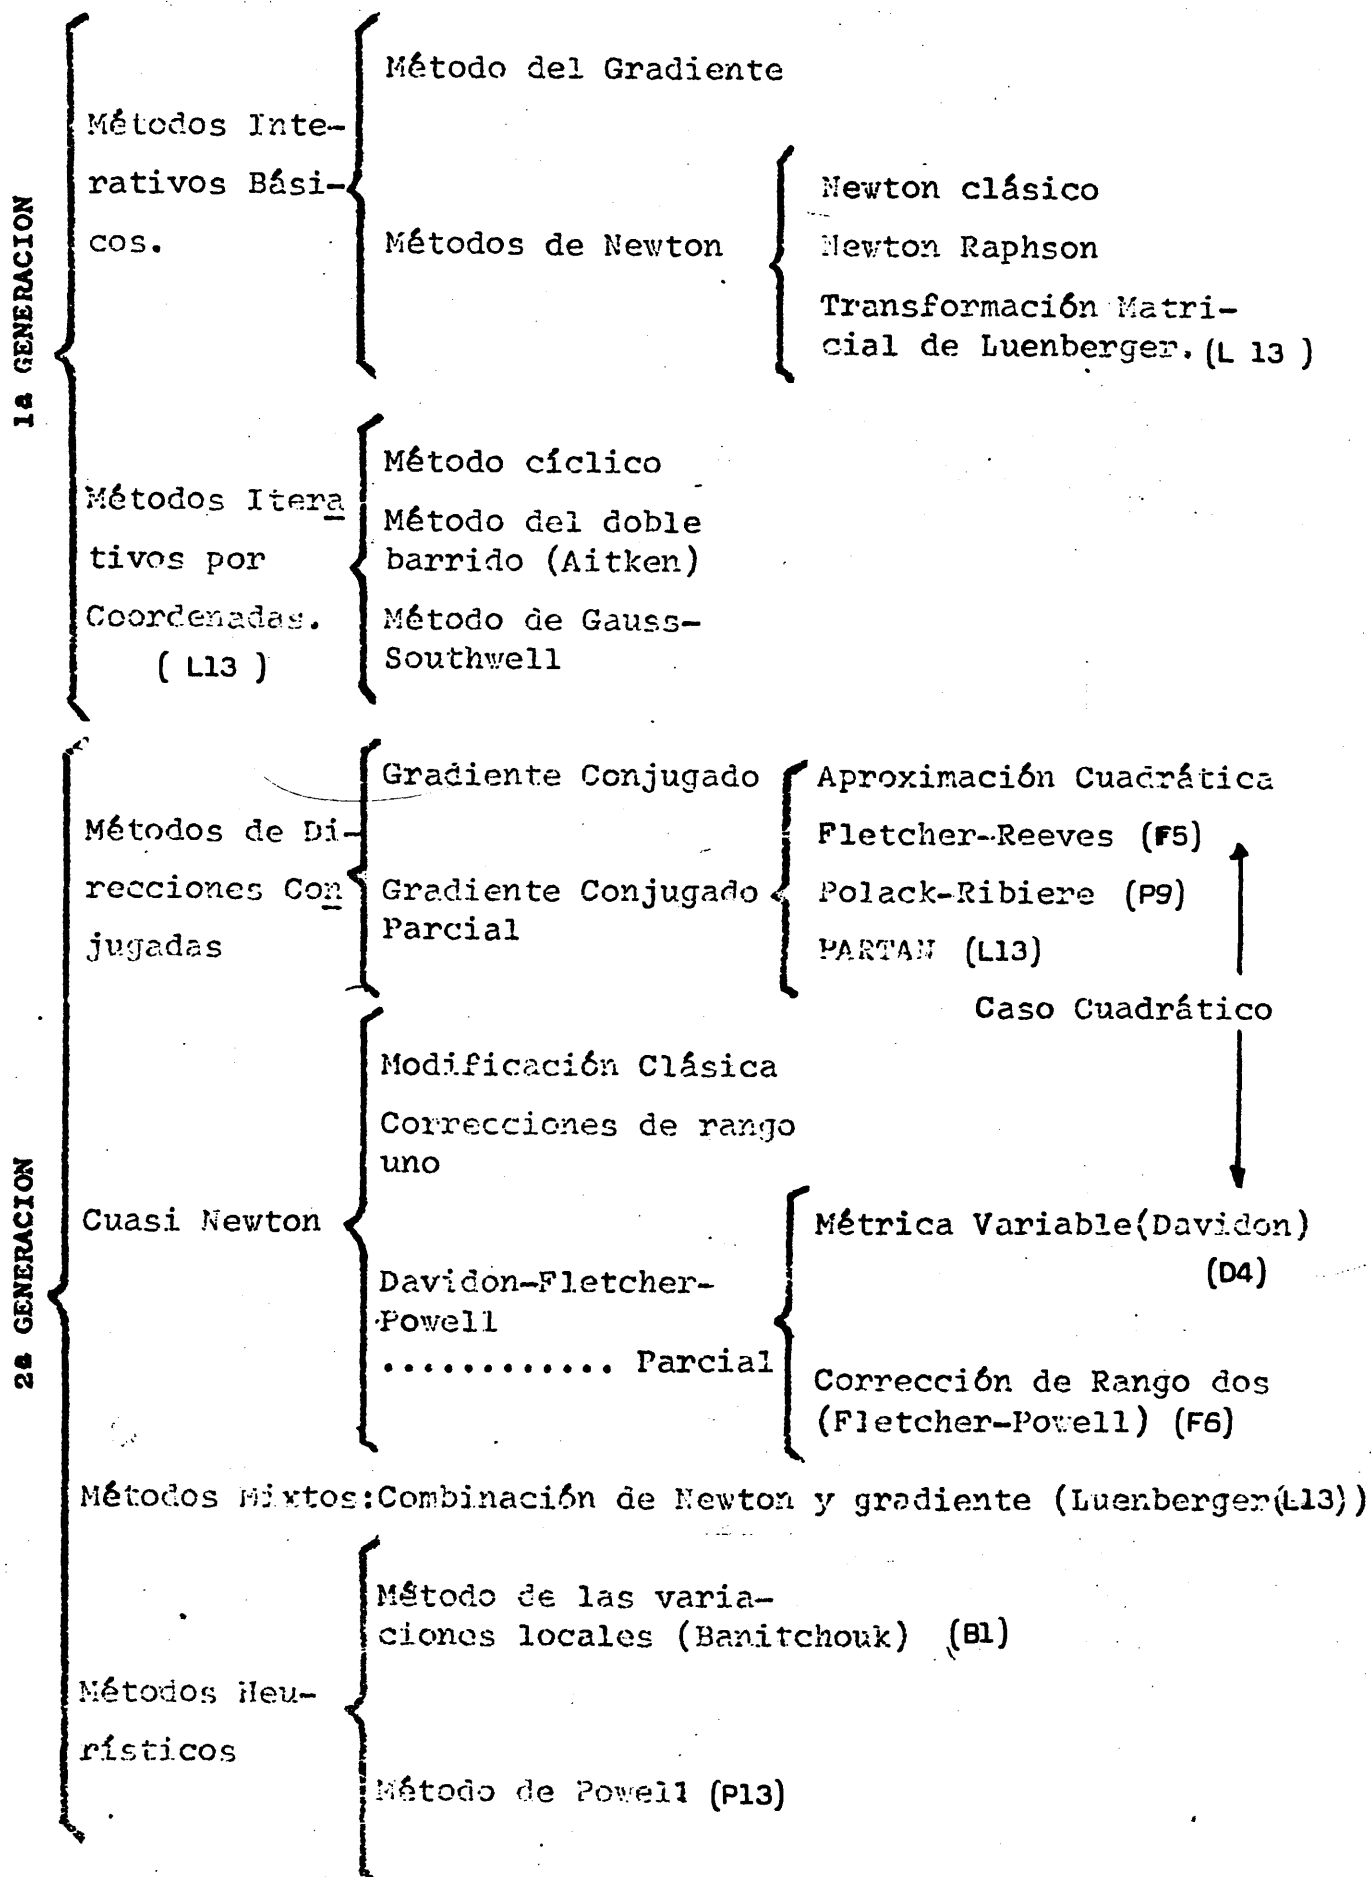 1a GENERACION
Métodos Inte-
rativos Bási-
cos.
Método del Gradiente
Métodos de Newton
Newton clásico
Newton Raphson
Transformación Matri-
cial de Luenberger. (L 13 )
Métodos Itera
tivos por
Coordenadas.
( L13 )
Método cíclico
Método del doble
barrido (Aitken)
Método de Gauss-
Southwell
2a GENERACION
Métodos de Di-
recciones Con
jugadas
Gradiente Conjugado
Gradiente Conjugado
Parcial
Aproximación Cuadrática
Fletcher-Reeves (F5)
Polack-Ribiere (P9)
PARTAN (L13)
Caso Cuadrático
Cuasi Newton
Modificación Clásica
Correcciones de rango
uno
Davidon-Fletcher-
Powell
............ Parcial
Métrica Variable(Davidon)
(D4)
Corrección de Rango dos
(Fletcher-Powell) (F6)
Métodos Mixtos:Combinación de Newton y gradiente (Luenberger(L13))
Métodos Heu-
rísticos
Método de las varia-
ciones locales (Banitchouk) (B1)
Método de Powell (P13)